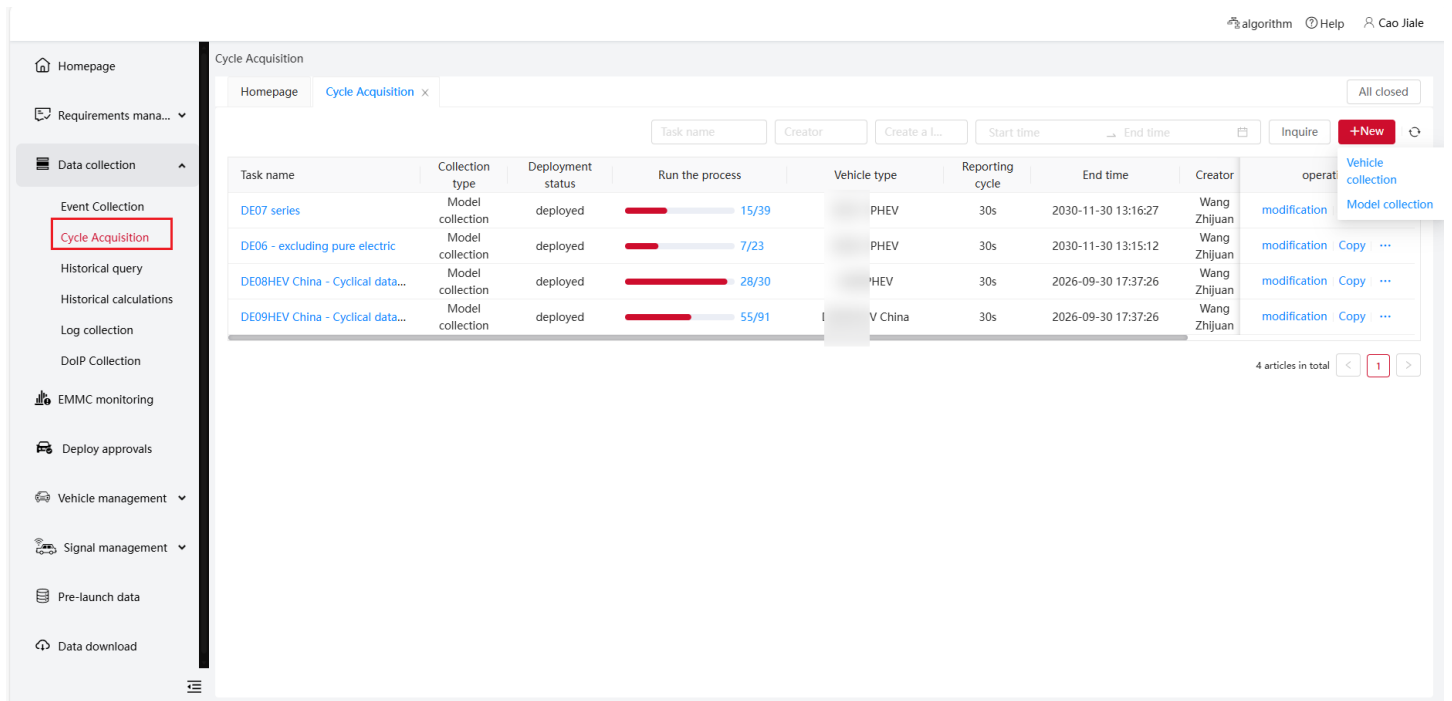 algorithm Help Cao Jiale
Homepage
Requirements mana...
Data collection
Event Collection
Cycle Acquisition
Historical query
Historical calculations
Log collection
DoIP Collection
EMMC monitoring
Deploy approvals
Vehicle management
Signal management
Pre-launch data
Data download
Cycle Acquisition
Homepage Cycle Acquisition × All closed
Task name Creator Create a l... Start time End time Inquire +New
Vehicle
collection
Model collection
Task name Collection
type Deployment
status Run the process Vehicle type Reporting
cycle End time Creator
DE07 series Model
collection deployed 15/39 PHEV 30s 2030-11-30 13:16:27 Wang
Zhijuan modification
DE06 - excluding pure electric Model
collection deployed 7/23 PHEV 30s 2030-11-30 13:15:12 Wang
Zhijuan modification Copy ...
DE08HEV China - Cyclical data... Model
collection deployed 28/30 HEV 30s 2026-09-30 17:37:26 Wang
Zhijuan modification Copy ...
DE09HEV China - Cyclical data... Model
collection deployed 55/91 V China 30s 2026-09-30 17:37:26 Wang
Zhijuan modification Copy ...
4 articles in total < 1 >